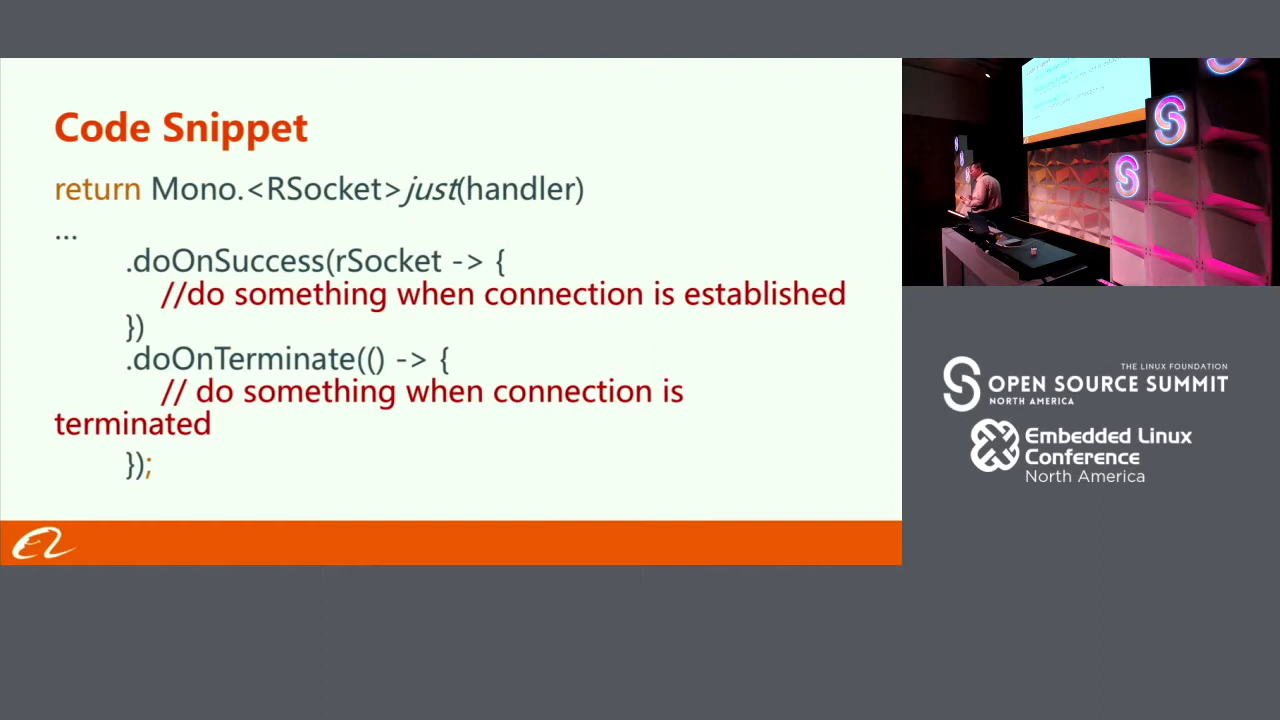 Code Snippet
return Mono.<RSocket>just(handler)
...
.doOnSuccess(rSocket -> {
//do something when connection is established
})
.doOnTerminate(() -> {
// do something when connection is
terminated
});
THE LINUX FOUNDATION
OPEN SOURCE SUMMIT
NORTH AMERICA
Embedded Linux
Conference
North America